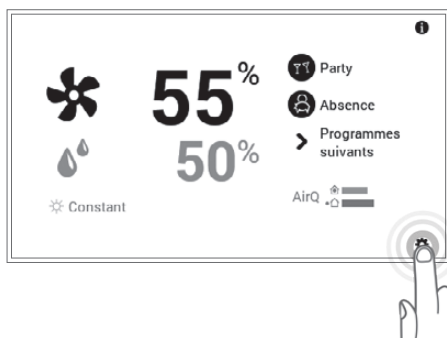 55%
Party
Absence
50%
Programmes
suivants
Constant
AirQ